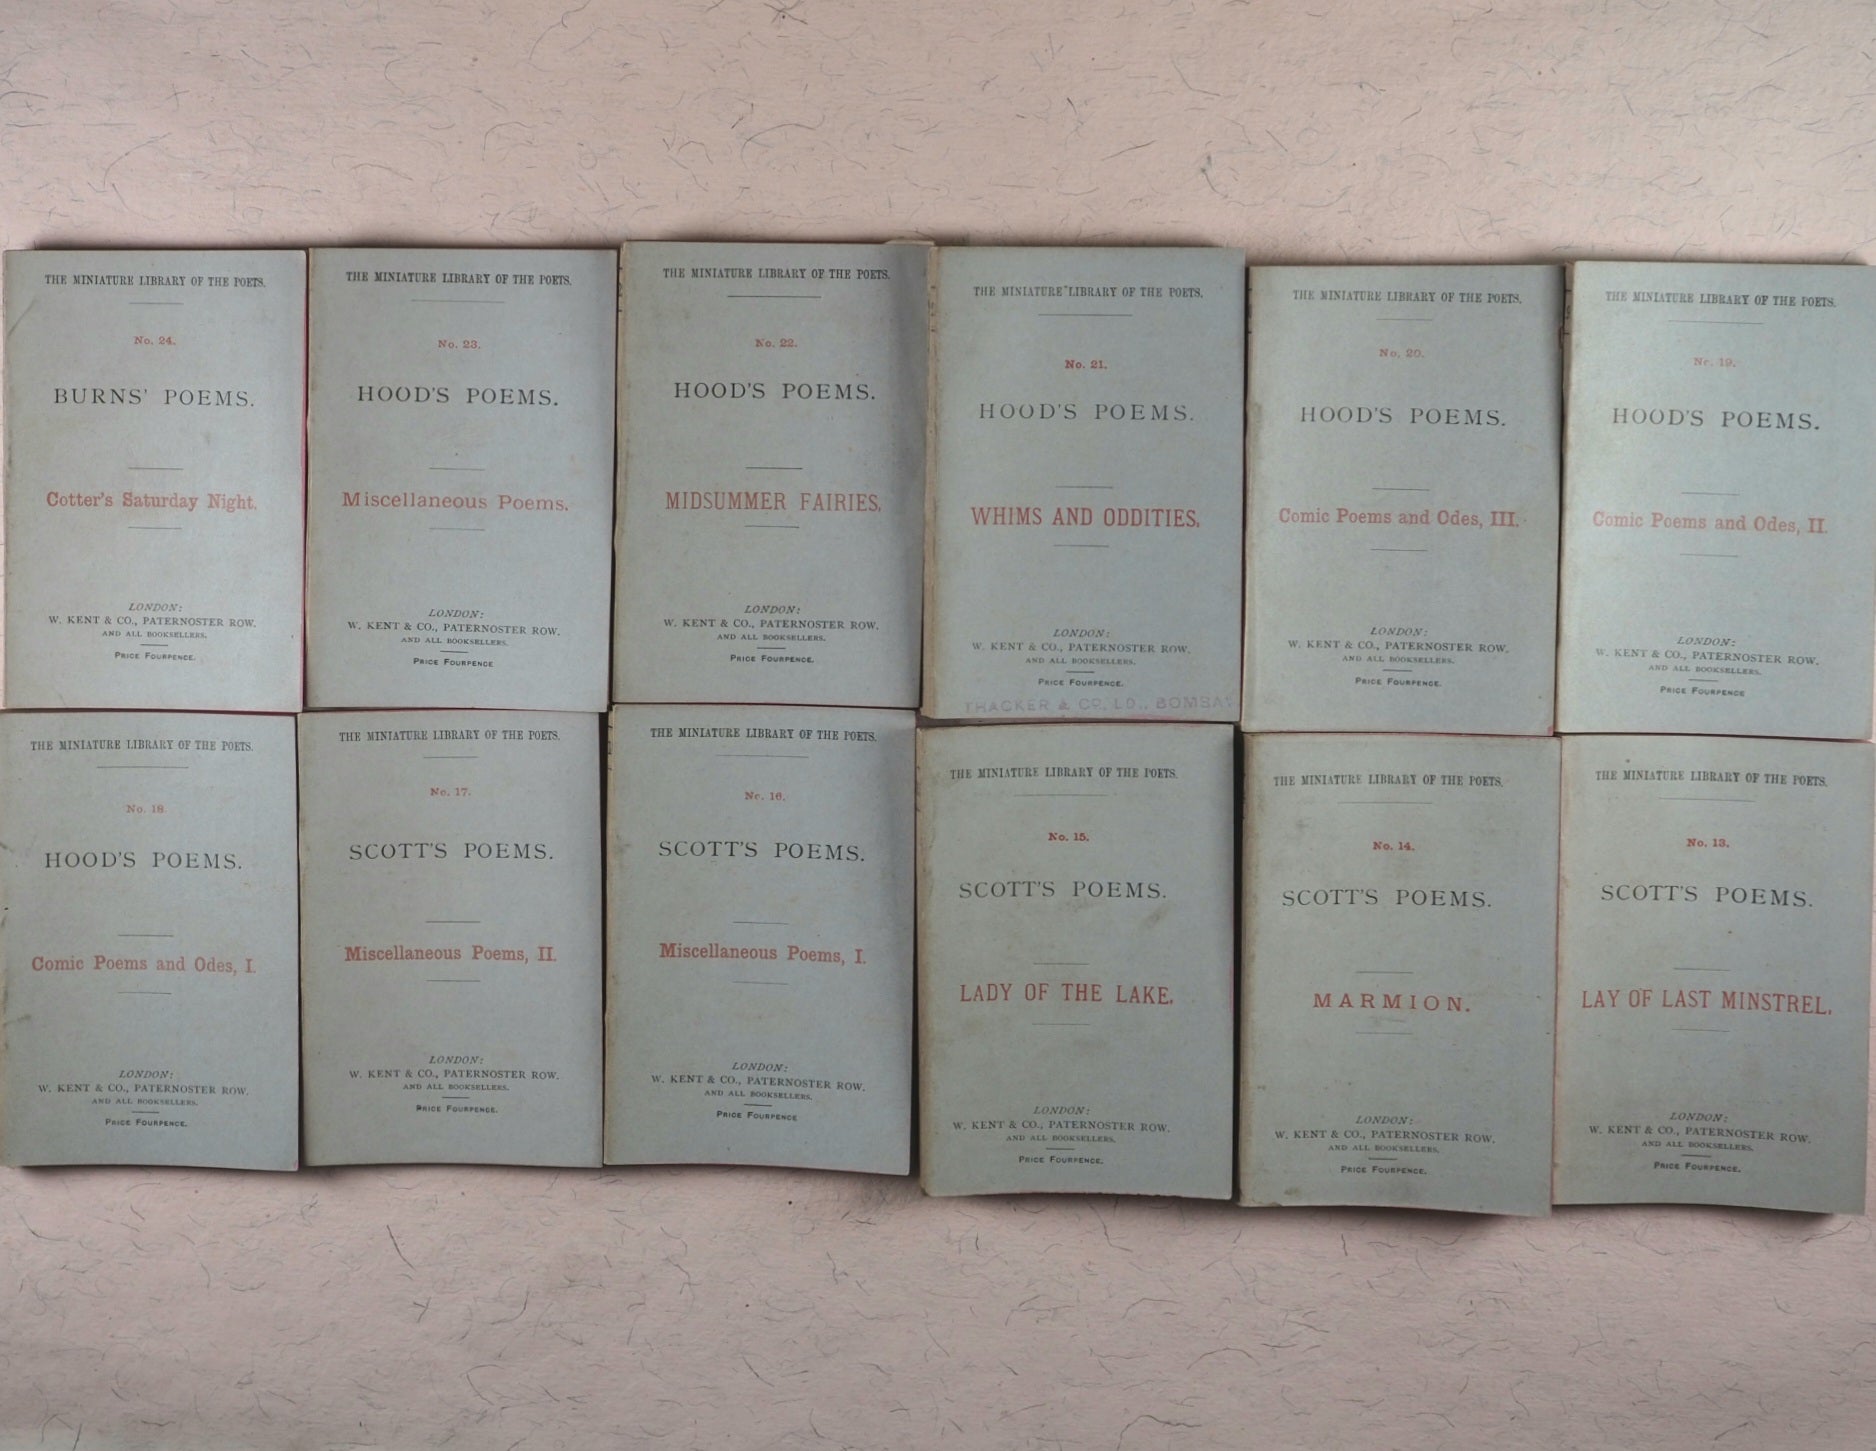 THE MINIATURE LIBRARY OF THE POETS.
No. 24.
BURNS' POEMS.
Cotter's Saturday Night.
LONDON:
W. KENT & CO., PATERNOSTER ROW.
AND ALL BOOKSELLERS.
PRICE FOURPENCE.
THE MINIATURE LIBRARY OF THE POETS.
No. 23.
HOOD'S POEMS.
Miscellaneous Poems.
LONDON:
W. KENT & CO., PATERNOSTER ROW.
AND ALL BOOKSELLERS.
PRICE FOURPENCE
THE MINIATURE LIBRARY OF THE POETS.
No. 22.
HOOD'S POEMS.
MIDSUMMER FAIRIES.
LONDON:
W. KENT & CO., PATERNOSTER ROW.
AND ALL BOOKSELLERS.
PRICE FOURPENCE.
THE MINIATURE LIBRARY OF THE POETS.
No. 21.
HOOD'S POEMS.
WHIMS AND ODDITIES.
LONDON:
W. KENT & CO., PATERNOSTER ROW.
AND ALL BOOKSELLERS.
PRICE FOURPENCE.
THACKER & CO., LD., BOMBAY
THE MINIATURE LIBRARY OF THE POETS.
No. 20.
HOOD'S POEMS.
Comic Poems and Odes, III.
LONDON:
W. KENT & CO., PATERNOSTER ROW.
AND ALL BOOKSELLERS.
PRICE FOURPENCE.
THE MINIATURE LIBRARY OF THE POETS.
No. 19.
HOOD'S POEMS.
Comic Poems and Odes, II.
LONDON:
W. KENT & CO., PATERNOSTER ROW.
AND ALL BOOKSELLERS.
PRICE FOURPENCE
THE MINIATURE LIBRARY OF THE POETS.
No. 18.
HOOD'S POEMS.
Comic Poems and Odes, I.
LONDON:
W. KENT & CO., PATERNOSTER ROW.
AND ALL BOOKSELLERS.
PRICE FOURPENCE.
THE MINIATURE LIBRARY OF THE POETS.
No. 17.
SCOTT'S POEMS.
Miscellaneous Poems, II.
LONDON:
W. KENT & CO., PATERNOSTER ROW.
AND ALL BOOKSELLERS.
PRICE FOURPENCE.
THE MINIATURE LIBRARY OF THE POETS.
No. 16.
SCOTT'S POEMS.
Miscellaneous Poems, I.
LONDON:
W. KENT & CO., PATERNOSTER ROW.
AND ALL BOOKSELLERS.
PRICE FOURPENCE
THE MINIATURE LIBRARY OF THE POETS.
No. 15.
SCOTT'S POEMS.
LADY OF THE LAKE.
LONDON:
W. KENT & CO., PATERNOSTER ROW.
AND ALL BOOKSELLERS.
PRICE FOURPENCE.
THE MINIATURE LIBRARY OF THE POETS.
No. 14.
SCOTT'S POEMS.
MARMION.
LONDON:
W. KENT & CO., PATERNOSTER ROW.
AND ALL BOOKSELLERS.
PRICE FOURPENCE.
THE MINIATURE LIBRARY OF THE POETS.
No. 13.
SCOTT'S POEMS.
LAY OF LAST MINSTREL.
LONDON:
W. KENT & CO., PATERNOSTER ROW.
AND ALL BOOKSELLERS.
PRICE FOURPENCE.